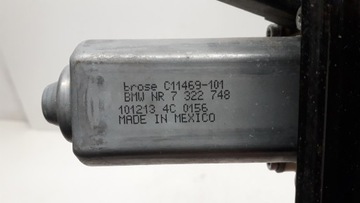 brose C11469-101
BMW NR 7 322 748
101213 4C 0156
MADE IN MEXICO